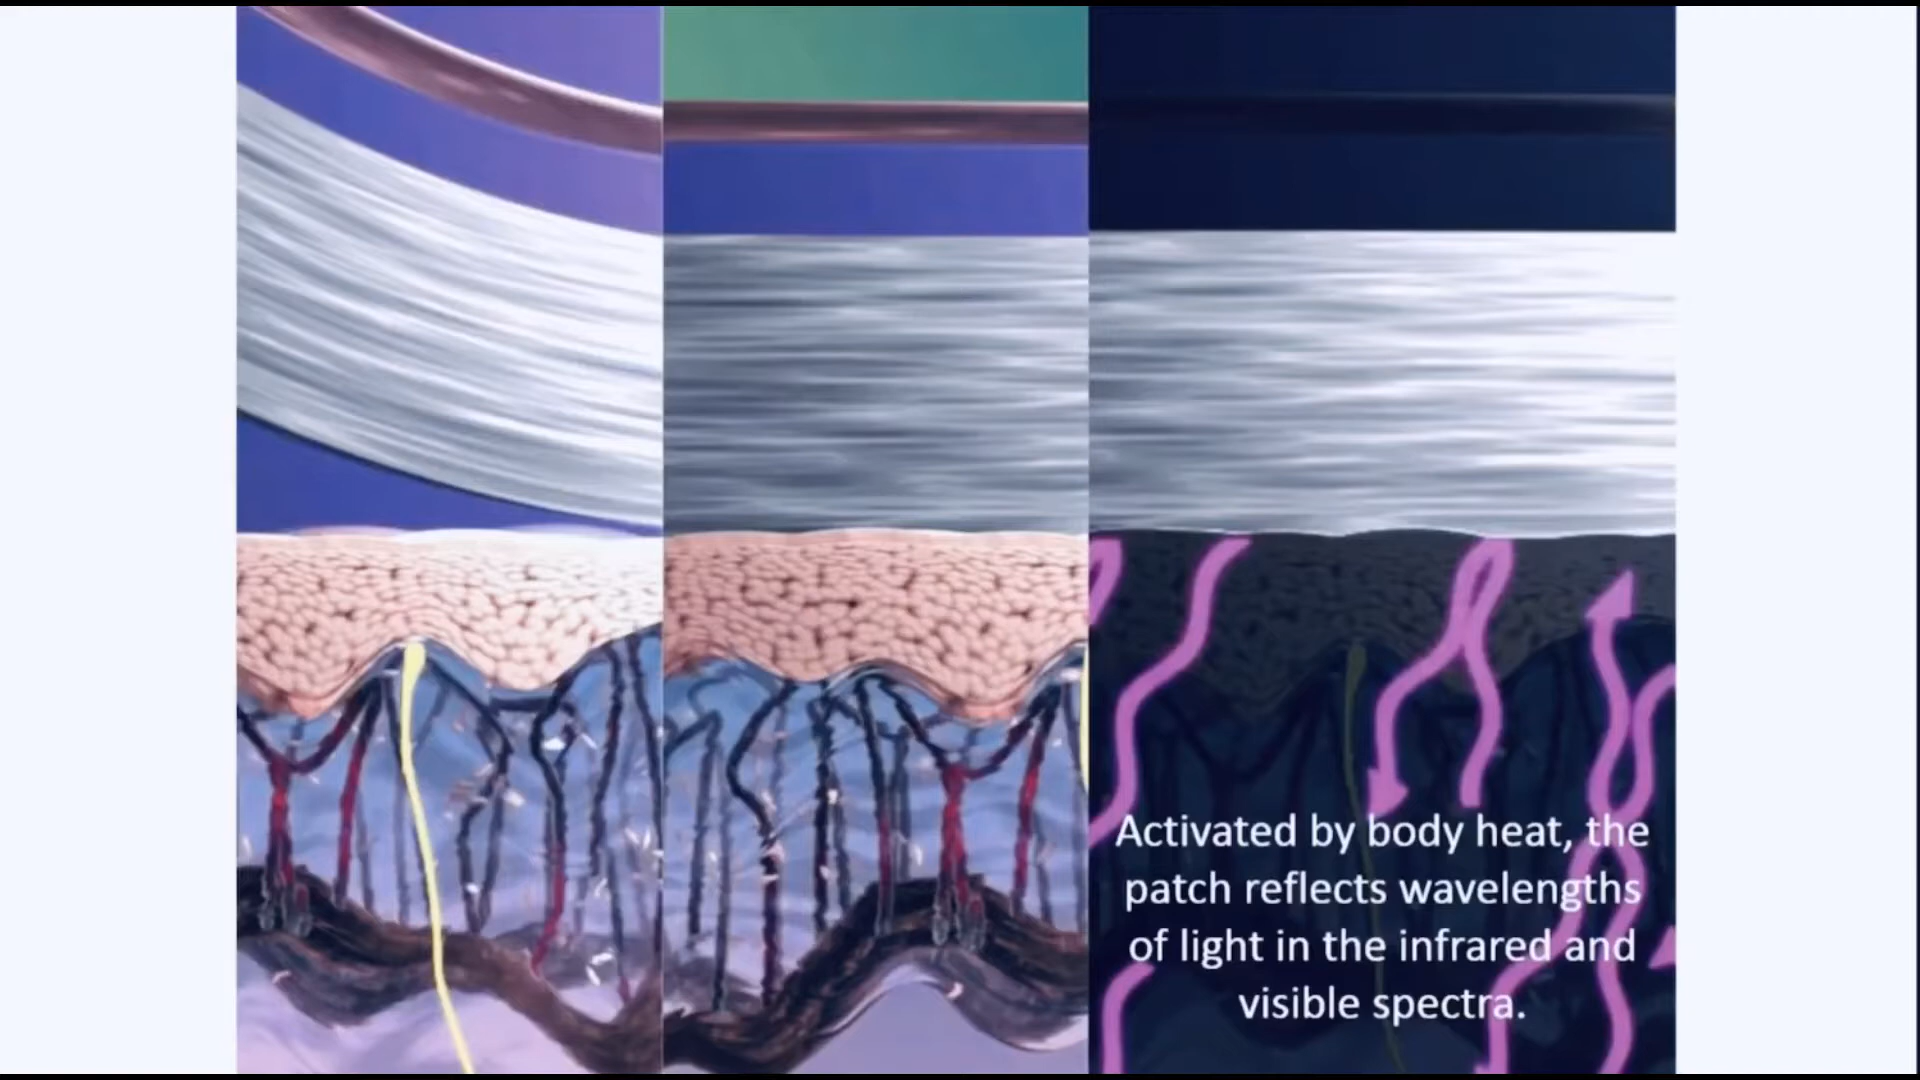 Activated by body heat, the
patch reflects wavelengths
of light in the infrared and
visible spectra.